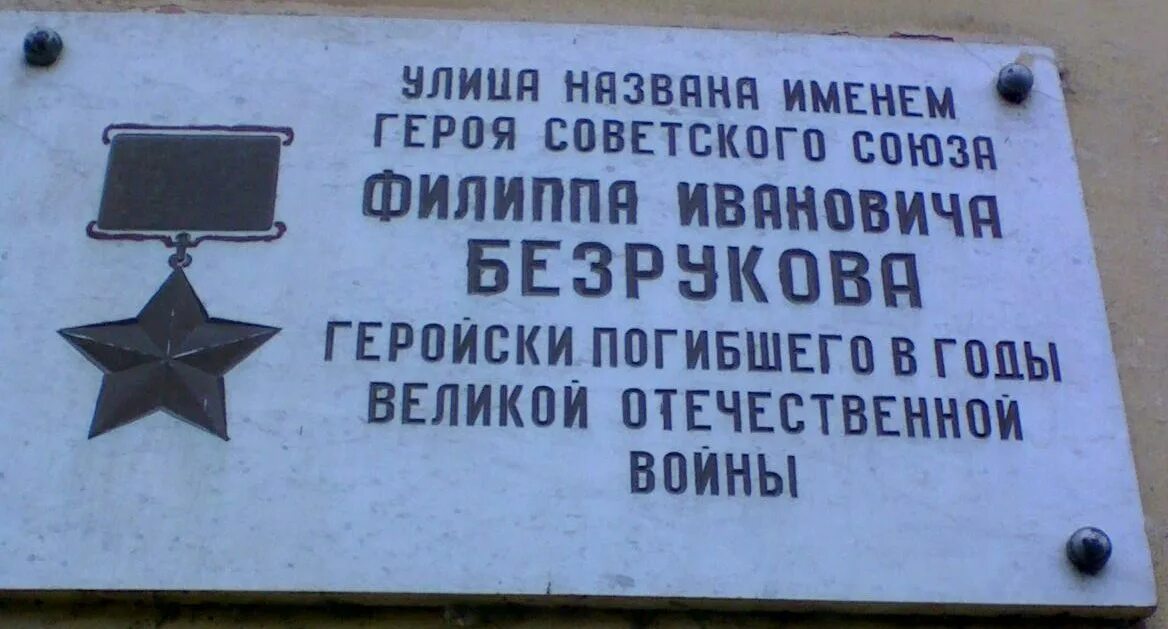 УЛИЦА НАЗВАНА ИМЕНЕМ
ГЕРОЯ СОВЕТСКОГО СОЮЗА
ФИЛИППА ИВАНОВИЧА
БЕЗРУКОВА
ГЕРОЙСКИ ПОГИБШЕГО В ГОДЫ
ВЕЛИКОЙ ОТЕЧЕСТВЕННОЙ
ВОЙНЫ